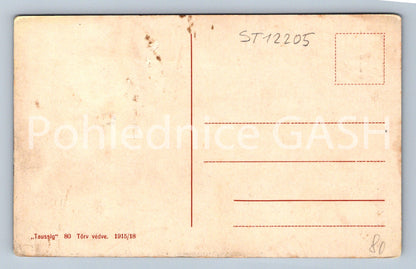 ST12205
Pohlednice GASH
„Taussig" 80 Törv védve. 1915/18
80